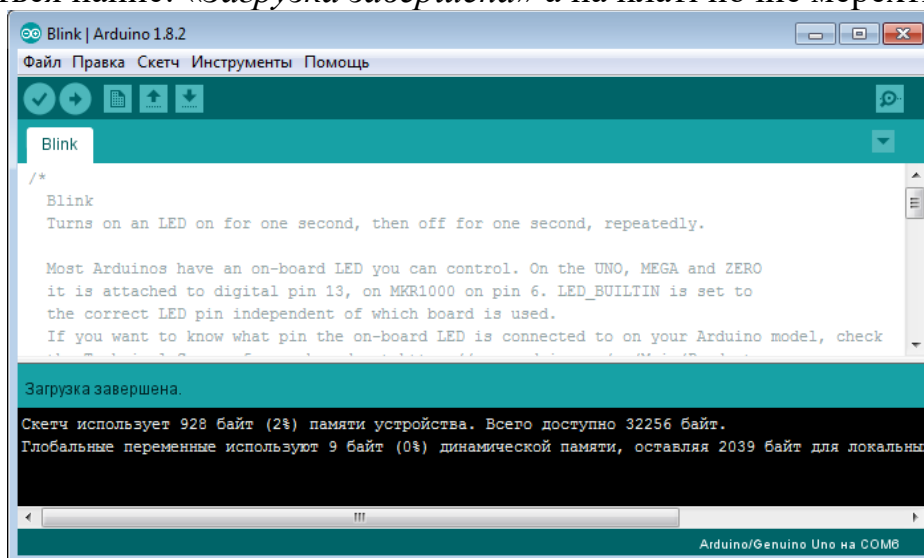 «Загрузка завершена» а на платі почне
Blink | Arduino 1.8.2
Файл Правка Скетч Инструменты Помощь
Blink
/*
Blink
Turns on an LED on for one second, then off for one second, repeatedly.
Most Arduinos have an on-board LED you can control. On the UNO, MEGA and ZERO
it is attached to digital pin 13, on MKR1000 on pin 6. LED_BUILTIN is set to
the correct LED pin independent of which board is used.
If you want to know what pin the on-board LED is connected to on your Arduino model, check
Загрузка завершена.
Скетч использует 928 байт (2%) памяти устройства. Всего доступно 32256 байт.
Глобальные переменные используют 9 байт (0%) динамической памяти, оставляя 2039 байт для
Arduino/Genuino Uno на COM6